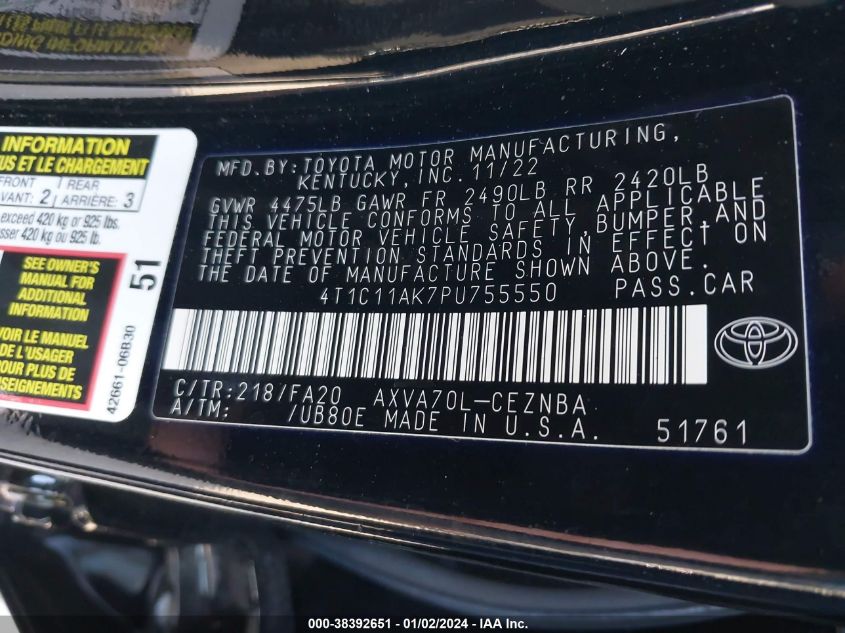 INFORMATION
US ET LE CHARGEMENT
FRONT
VANT: 2
REAR
ARRIÈRE: 3
exceed 420 kg or 925 lbs.
sser 420 kg ou 925 lb.
SEE OWNER'S
MANUAL FOR
ADDITIONAL
INFORMATION
VOIR LE MANUEL
DE L'USAGER
POUR PLUS DE
NSEIGNEMENTS
51
42661-06B30
MFD.BY:TOYOTA MOTOR MANUFACTURING,
KENTUCKY,INC. 11/22
GVWR 4475LB GAWR FR 2490LB RR 2420LB
THIS VEHICLE CONFORMS TO ALL APPLICABLE
FEDERAL MOTOR VEHICLE SAFETY,BUMPER,AND
THEFT PREVENTION STANDARDS IN EFFECT ON
THE DATE OF MANUFACTURE SHOWN ABOVE.
4T1C11AK7PU755550 PASS.CAR
C/TR:218/FA20 AXVA70L-CEZNBA
A/TM: /UB80E MADE IN U.S.A. 51761
000-38392651 - 01/02/2024 - IAA Inc.